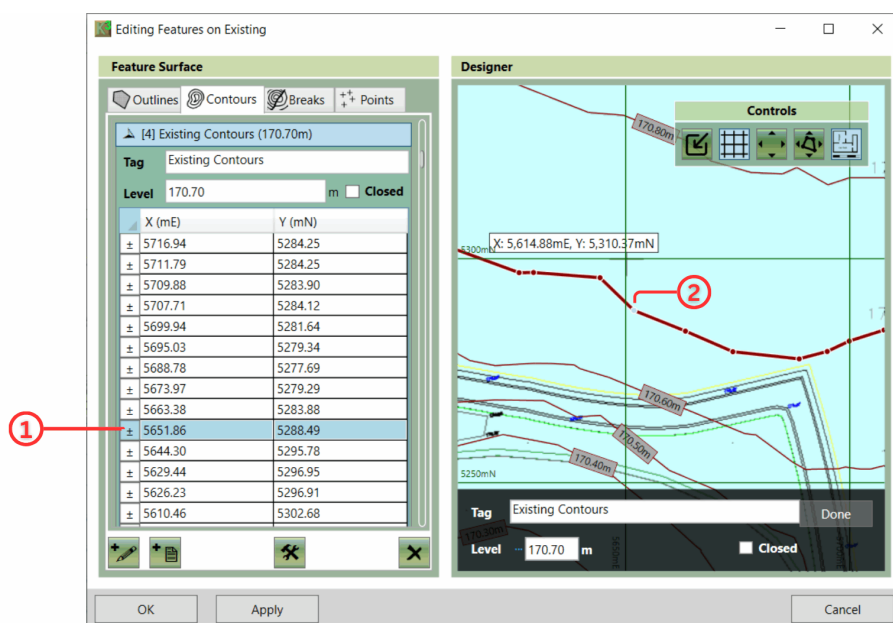 Editing Features on Existing
Feature Surface
Outlines Contours Breaks Points
[4] Existing Contours (170.70m)
Tag Existing Contours
Level 170.70 m Closed
X (mE) Y (mN)
± 5716.94 5284.25
± 5711.79 5284.25
± 5709.88 5283.90
± 5707.71 5284.12
± 5699.94 5281.64
± 5695.03 5279.34
± 5688.78 5277.69
± 5673.97 5279.29
± 5663.38 5283.88
1
± 5651.86 5288.49
± 5644.30 5295.78
± 5629.44 5296.95
± 5626.23 5296.91
± 5610.46 5302.68
Designer
Controls
170.80m
X: 5,614.88mE, Y: 5,310.37mN
5300mN
2
170.60m
170.50m
170.40m
5250mN
Tag Existing Contours Done
170.30m
Level 170.70 m Closed
OK Apply Cancel